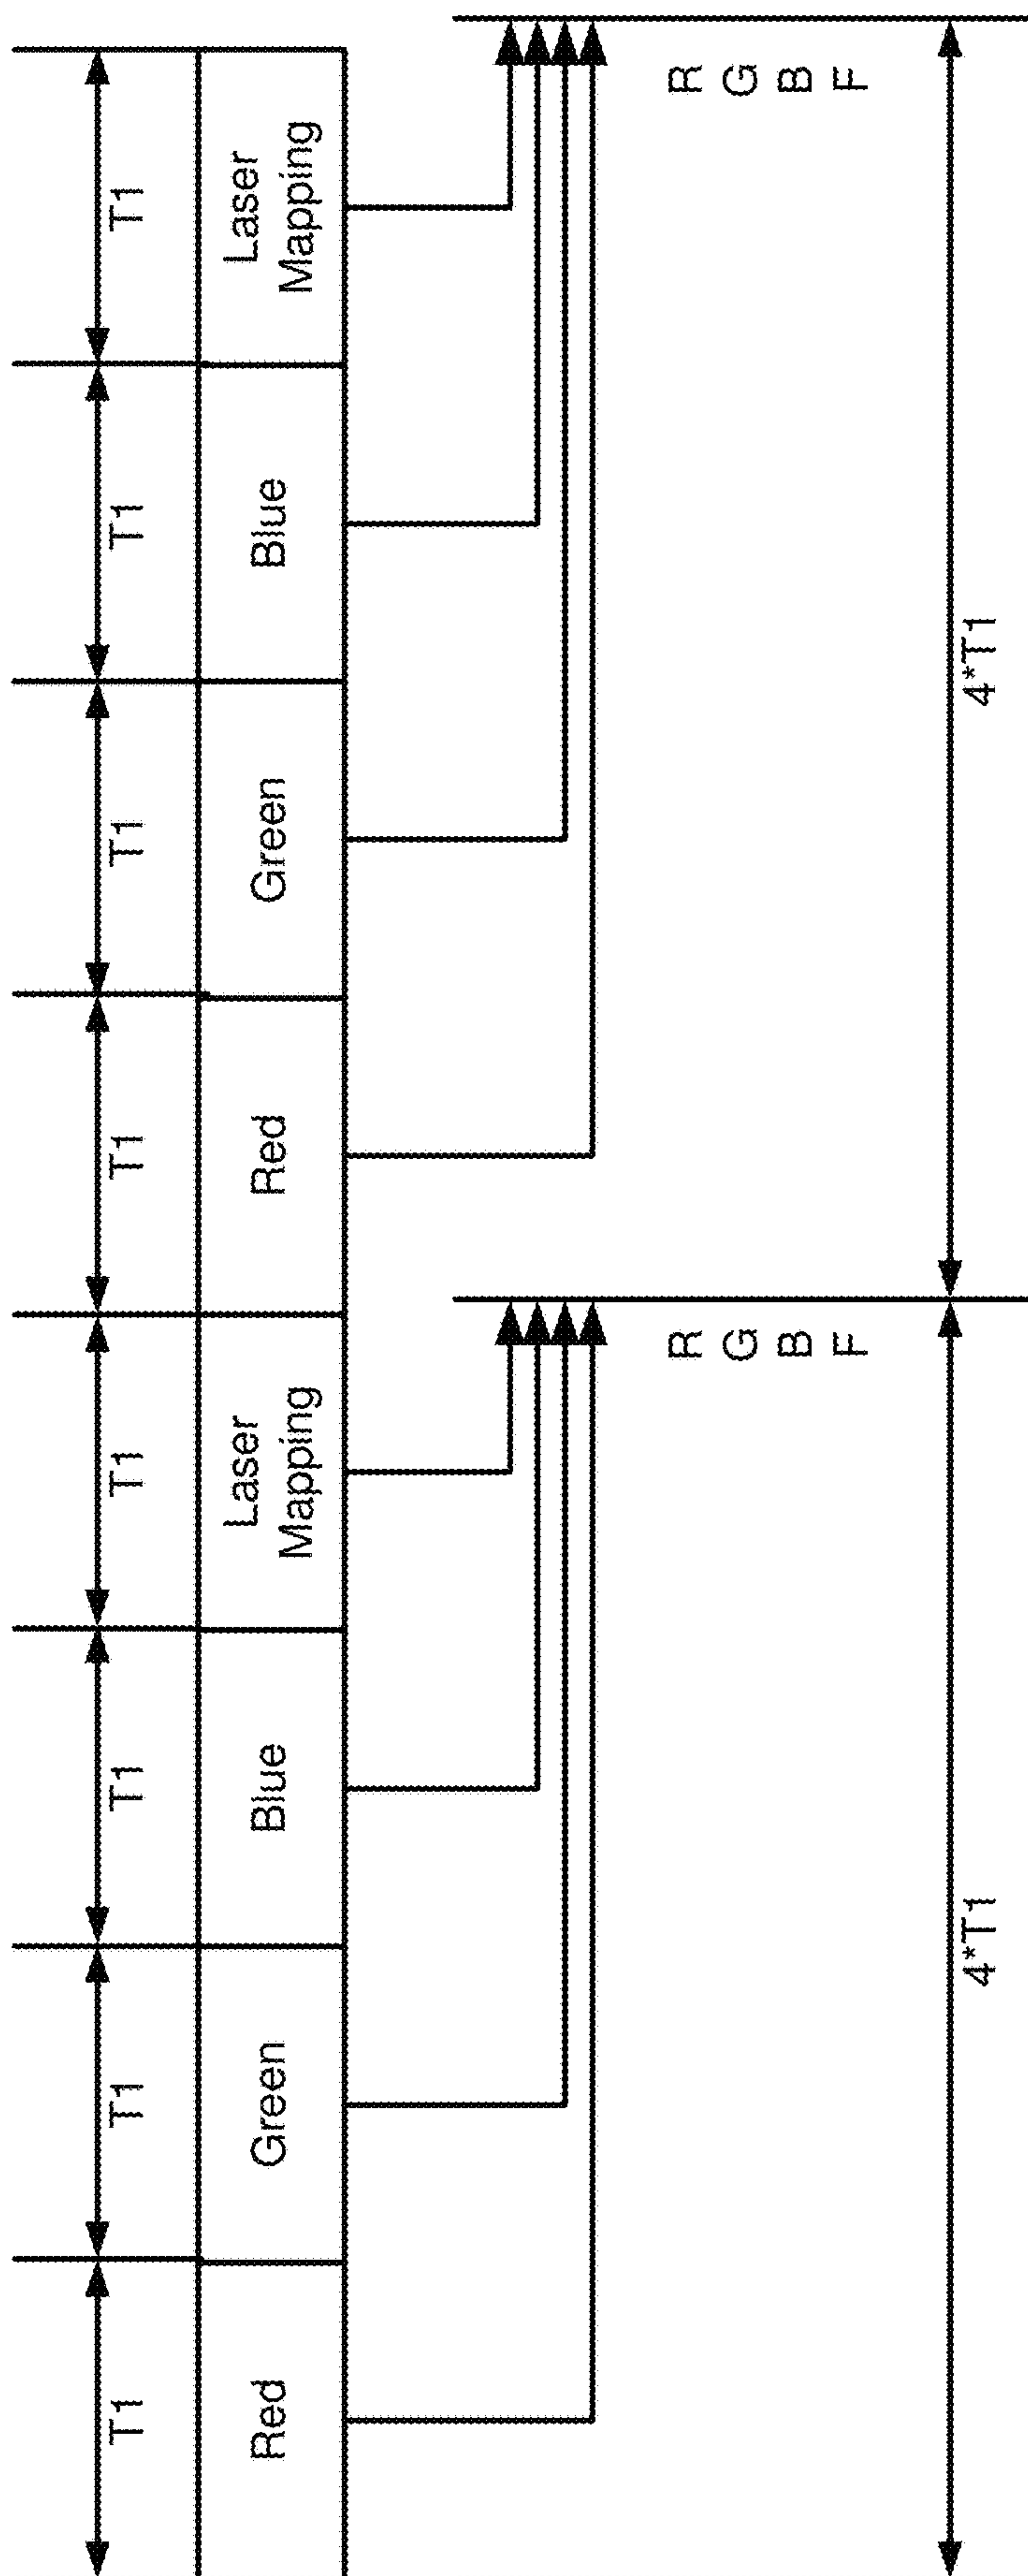 T1 T1 T1 T1 T1 T1 T1 T1
Red
Green
Blue
Laser
Mapping
Red
Green
Blue
Laser
Mapping
R
G
B
F
R
G
B
F
4*T1
4*T1